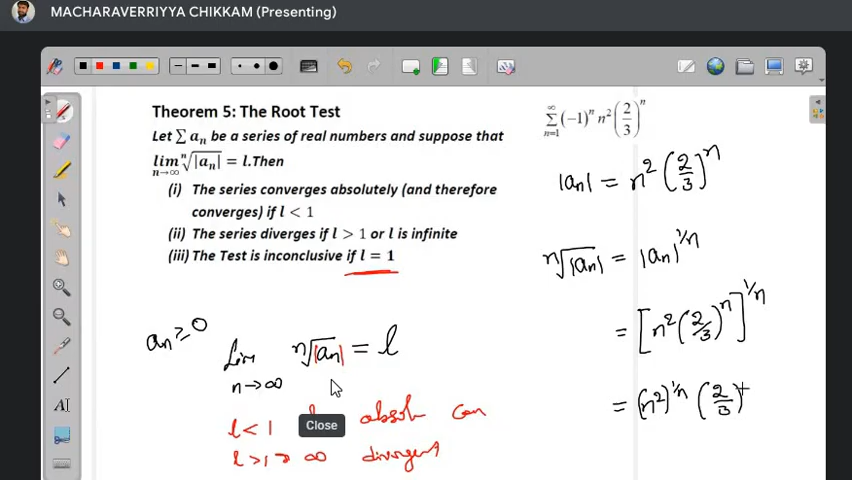 MACHARAVERRIYYA CHIKKAM (Presenting)
Theorem 5: The Root Test
Let ∑ aₙ be a series of real numbers and suppose that
lim n→∞ ⁿ√|aₙ| = l.Then
(i) The series converges absolutely (and therefore
converges) if l < 1
(ii) The series diverges if l > 1 or l is infinite
(iii) The Test is inconclusive if l = 1
aₙ ≥ 0
Lim n→∞ ⁿ√|aₙ| = l
l < 1 absolut con
Close
l > 1 ∞ divergent
∞ ∑ n=1 (-1)ⁿ n² (2/3)ⁿ
|aₙ| = n² (2/3)ⁿ
ⁿ√|aₙ| = |aₙ|^1/n
= [n² (2/3)ⁿ]^1/n
= (n²)^1/n (2/3)